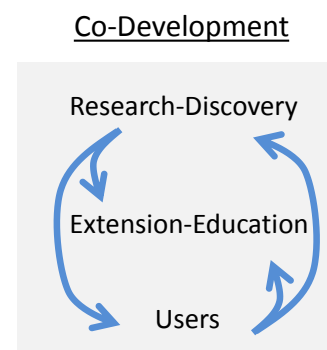 Co-Development
Research-Discovery
Extension-Education
Users